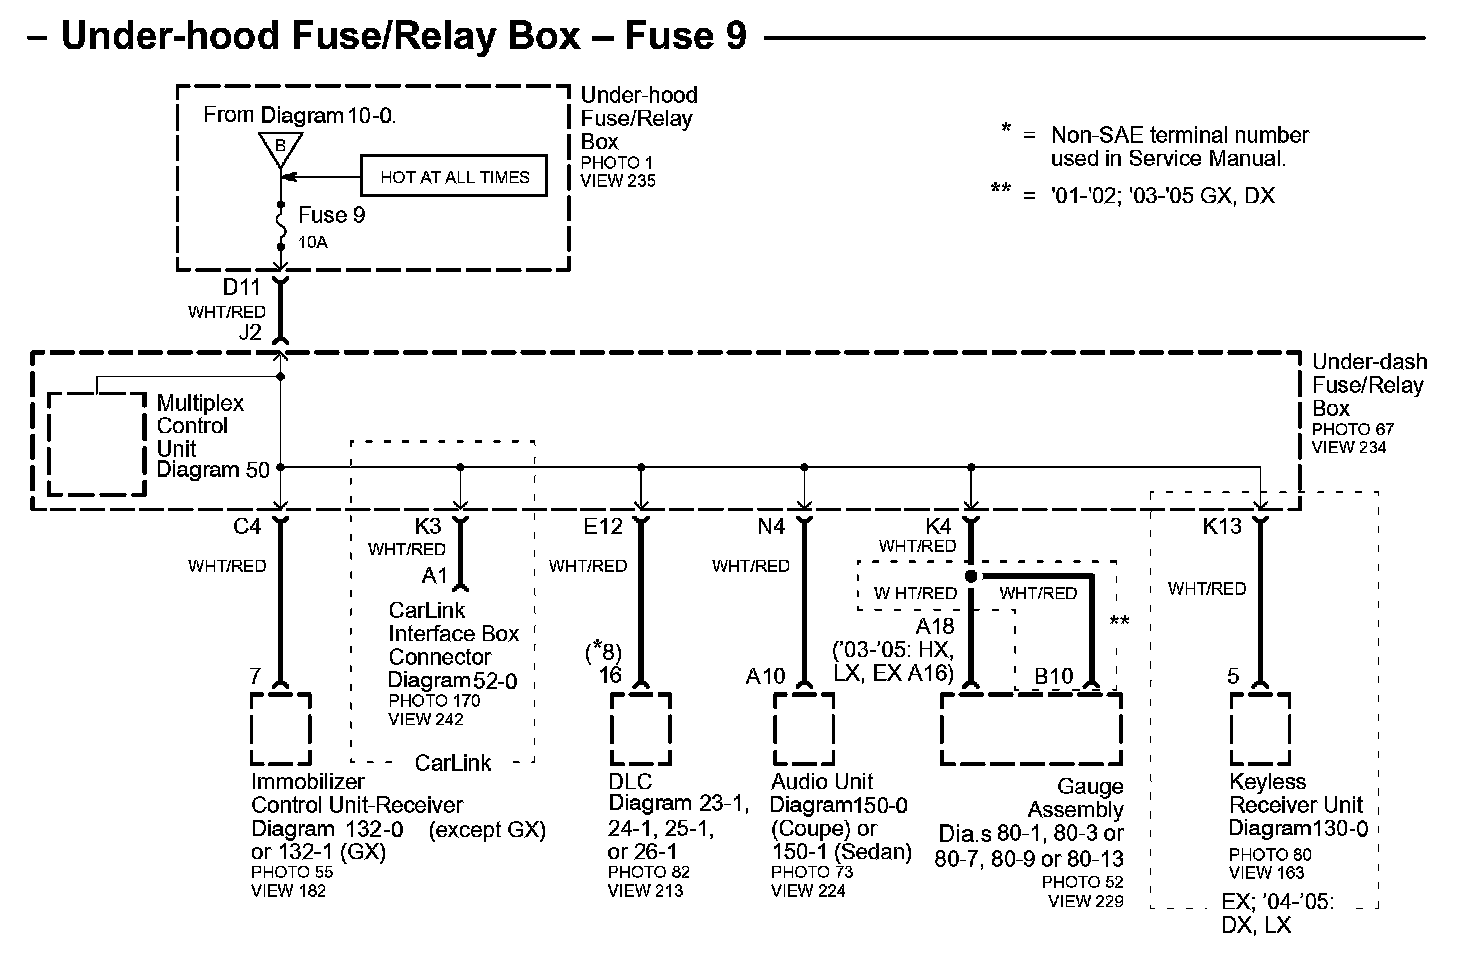 – Under-hood Fuse/Relay Box – Fuse 9
From Diagram 10-0.
B
HOT AT ALL TIMES
Fuse 9
10A
Under-hood
Fuse/Relay
Box
PHOTO 1
VIEW 235
* = Non-SAE terminal number
used in Service Manual.
** = '01-'02; '03-'05 GX, DX
D11
WHT/RED
J2
Under-dash
Fuse/Relay
Box
PHOTO 67
VIEW 234
Multiplex
Control
Unit
Diagram 50
C4
WHT/RED
7
Immobilizer
Control Unit-Receiver
Diagram 132-0 (except GX)
or 132-1 (GX)
PHOTO 55
VIEW 182
K3
WHT/RED
A1
CarLink
Interface Box
Connector
Diagram 52-0
PHOTO 170
VIEW 242
CarLink
E12
WHT/RED
(*8)
16
DLC
Diagram 23-1,
24-1, 25-1,
or 26-1
PHOTO 82
VIEW 213
N4
WHT/RED
A10
Audio Unit
Diagram150-0
(Coupe) or
150-1 (Sedan)
PHOTO 73
VIEW 224
K4
WHT/RED
W HT/RED
WHT/RED
**
A18
('03-'05: HX,
LX, EX A16)
B10
Gauge
Assembly
Dia.s 80-1, 80-3 or
80-7, 80-9 or 80-13
PHOTO 52
VIEW 229
K13
WHT/RED
5
Keyless
Receiver Unit
Diagram130-0
PHOTO 80
VIEW 163
EX; '04-'05:
DX, LX